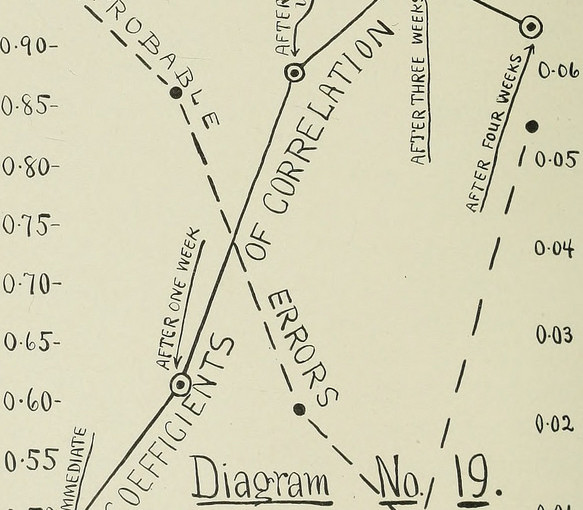 0·90-
0·85-
0·80-
0·75-
0·70-
0·65-
0·60-
0·55
ROBABLE
ERRORS
OEFFIGIENTS
OF CORRELATION
MMEDIATE
AFTER ONE WEEK
AFTER
AFTER THREE WEEKS
AFTER FOUR WEEKS
0·06
0·05
0·04
0·03
0·02
Diagram No. 19.